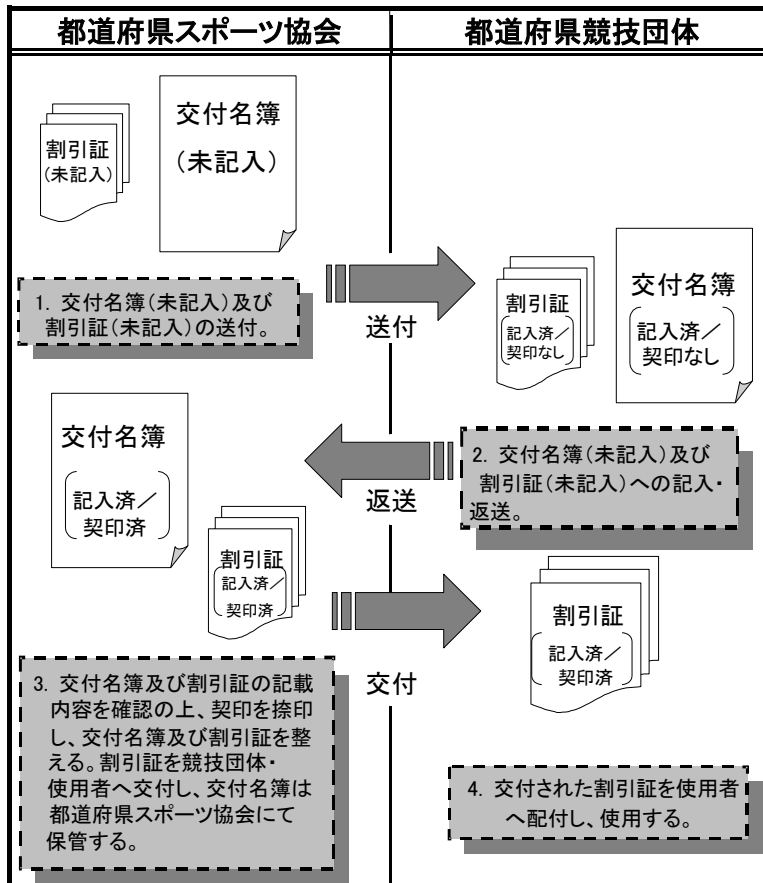 都道府県スポーツ協会
都道府県競技団体
割引証
(未記入)
交付名簿
(未記入)
1. 交付名簿(未記入)及び
割引証(未記入)の送付。
送付
割引証
記入済/
契印なし
交付名簿
記入済/
契印なし
交付名簿
記入済/
契印済
返送
2. 交付名簿(未記入)及び
割引証(未記入)への記入・
返送。
割引証
記入済/
契印済
交付
割引証
記入済/
契印済
3. 交付名簿及び割引証の記載
内容を確認の上、契印を捺印
し、交付名簿及び割引証を整
える。割引証を競技団体・
使用者へ交付し、交付名簿は
都道府県スポーツ協会にて
保管する。
4. 交付された割引証を使用者
へ配付し、使用する。